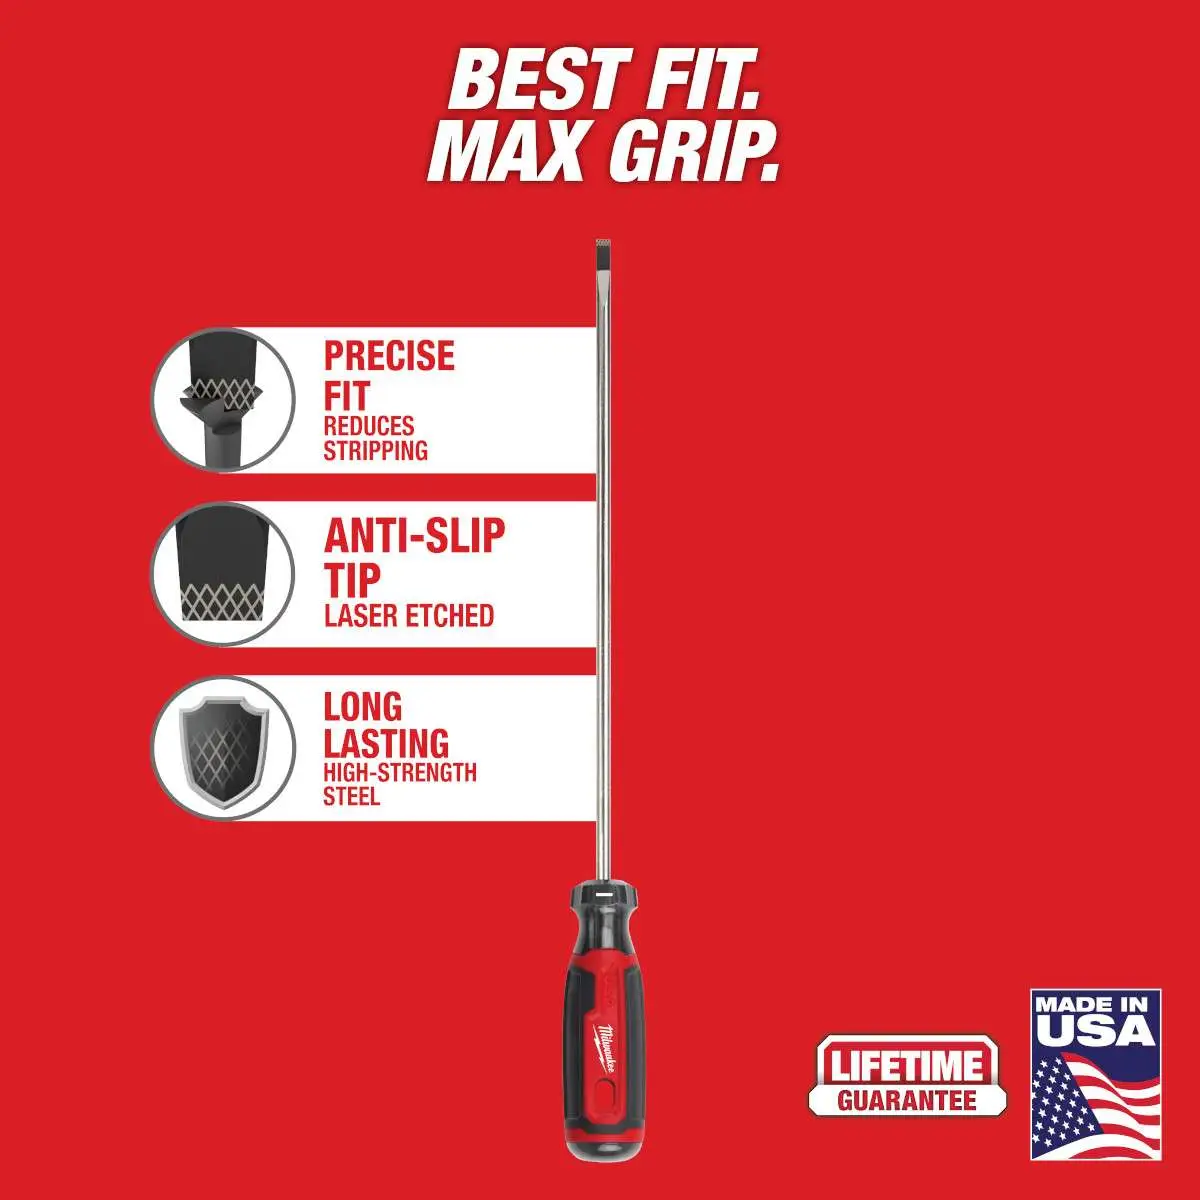 BEST FIT.
MAX GRIP.
PRECISE
FIT
REDUCES
STRIPPING
ANTI-SLIP
TIP
LASER ETCHED
LONG
LASTING
HIGH-STRENGTH
STEEL
Milwaukee
LIFETIME
GUARANTEE
MADE IN
USA